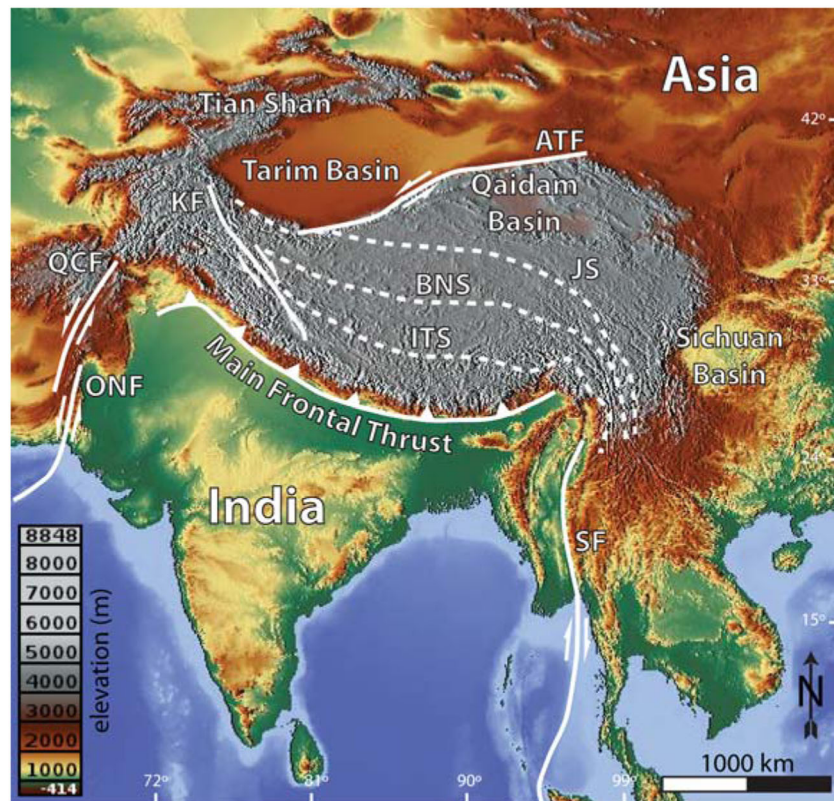 Asia
Tian Shan
42°
ATF
Tarim Basin
Qaidam
Basin
KF
QCF
JS
BNS
33°
ITS
Sichuan
Basin
Main Frontal Thrust
ONF
24°
India
SF
8848
8000
7000
6000
5000
4000
3000
2000
1000
-414
elevation (m)
15°
N
1000 km
72°
81°
90°
99°